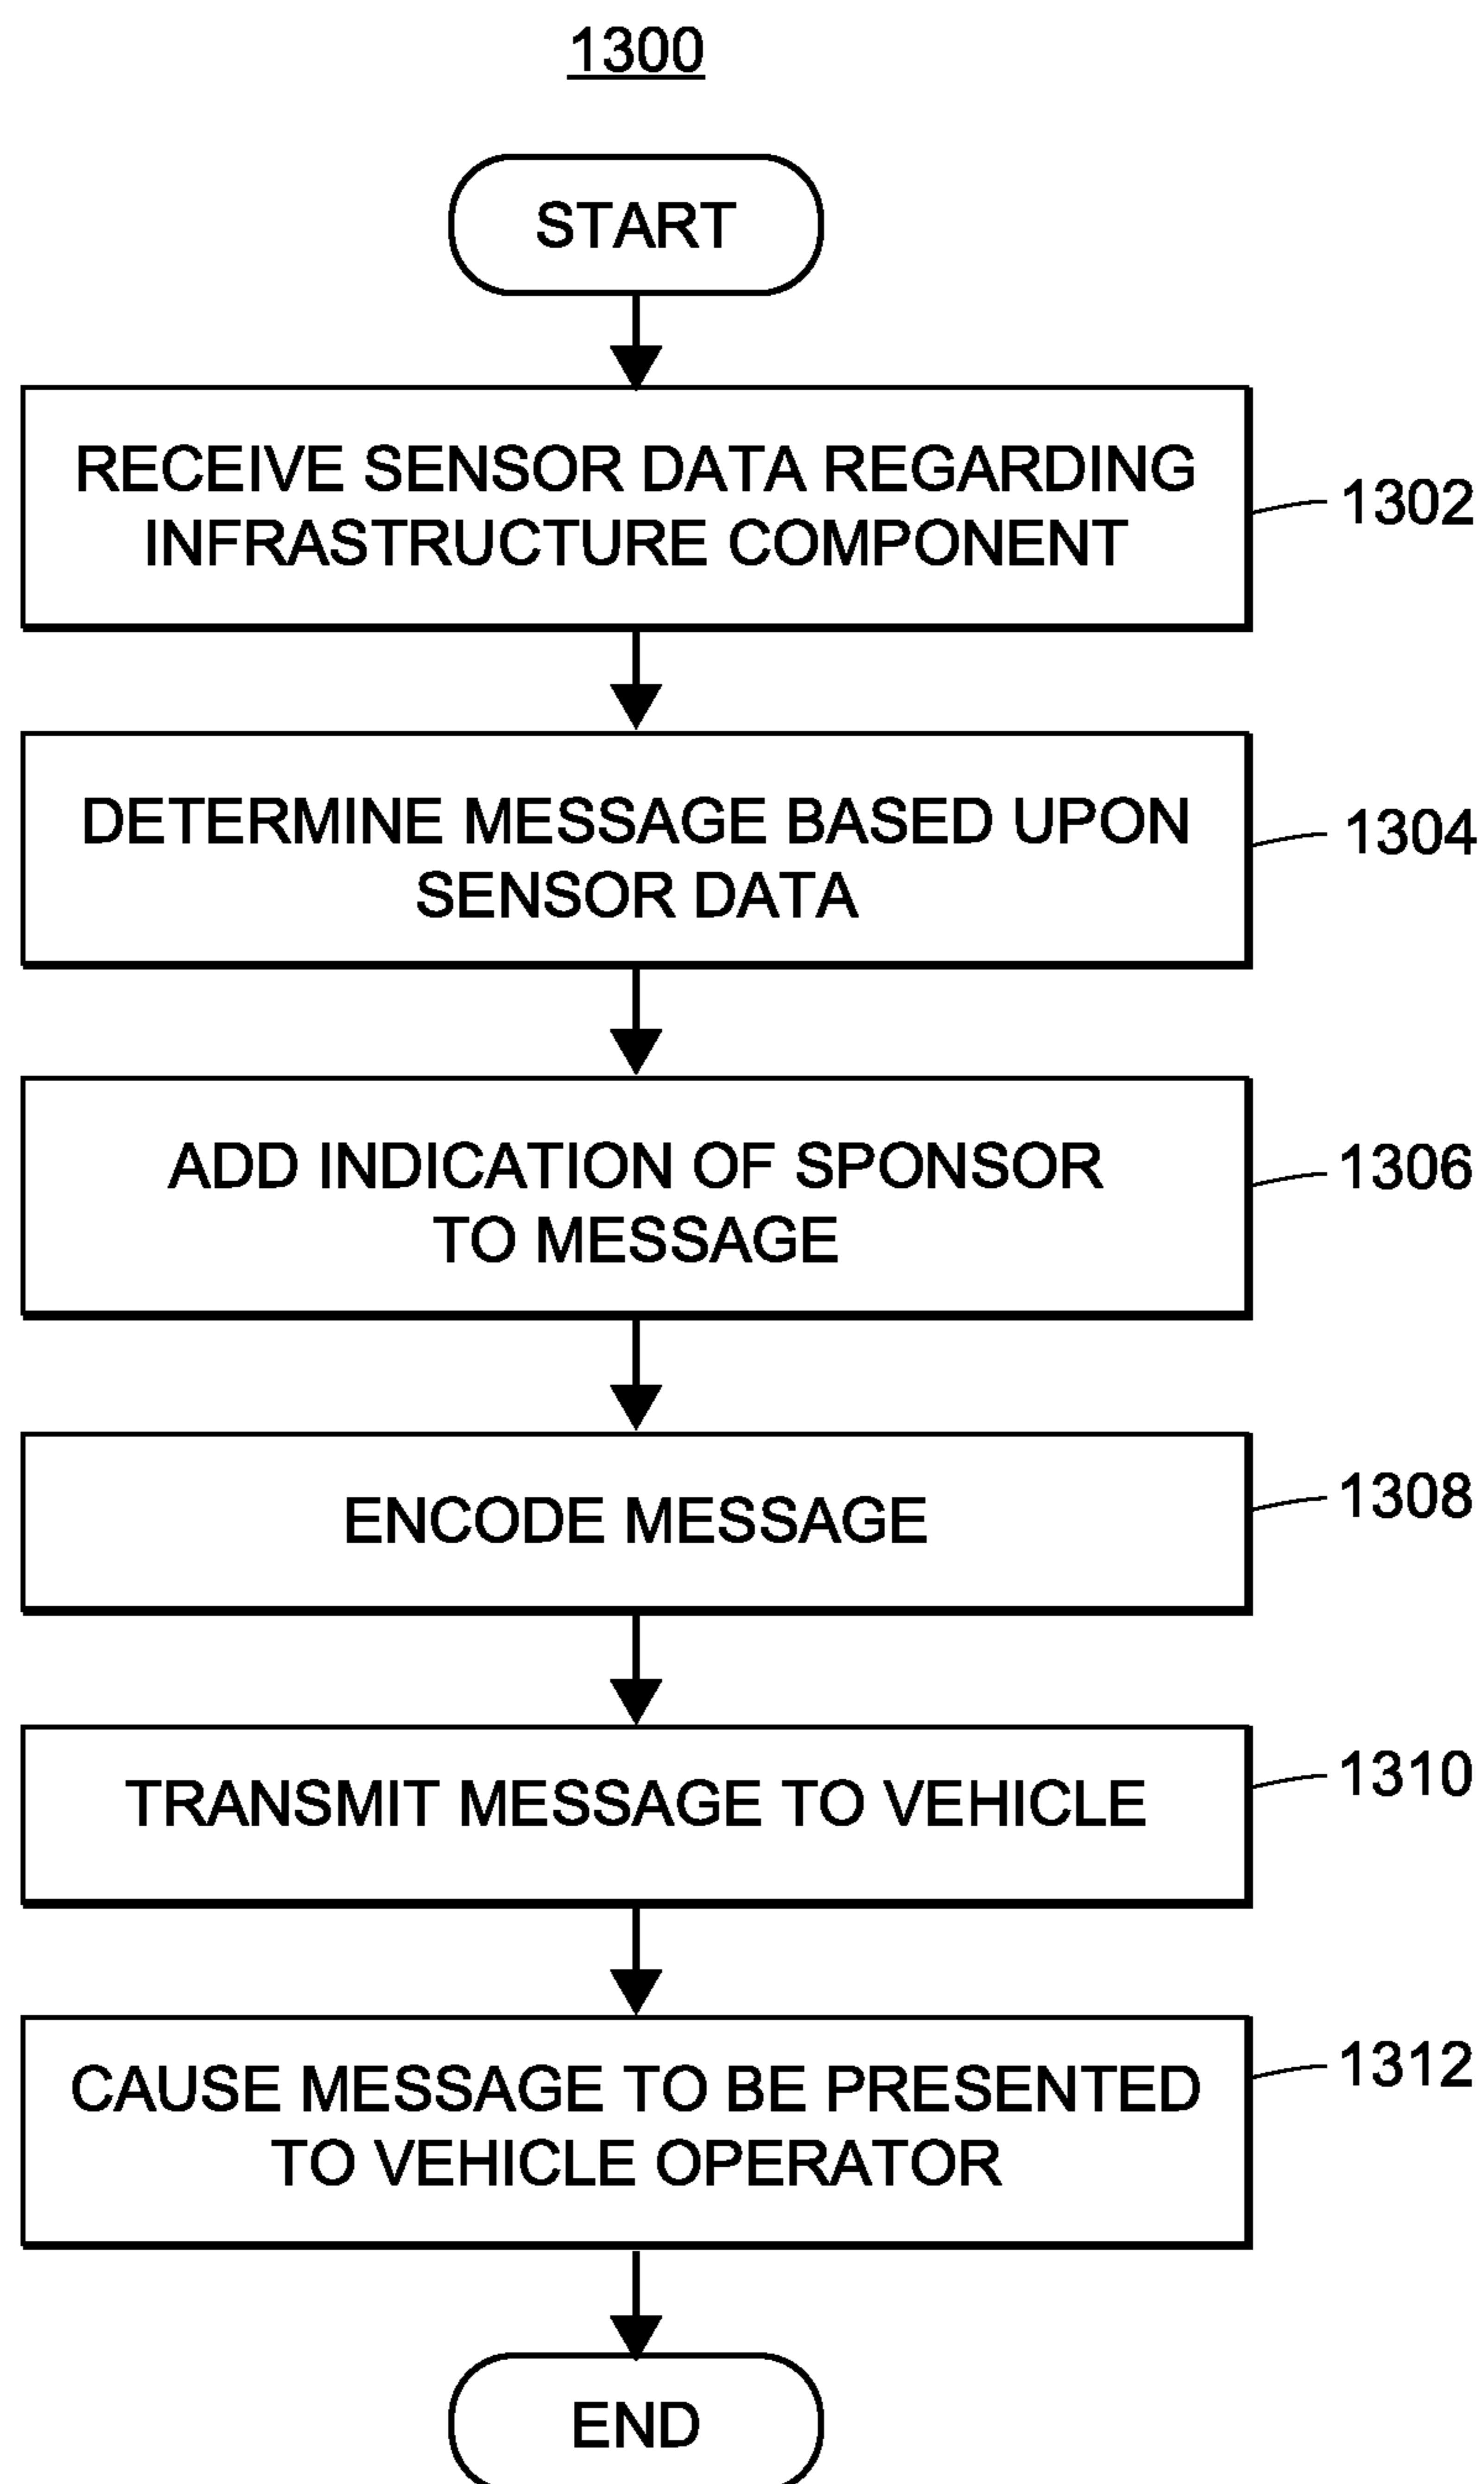 1300
START
RECEIVE SENSOR DATA REGARDING
INFRASTRUCTURE COMPONENT
1302
DETERMINE MESSAGE BASED UPON
SENSOR DATA
1304
ADD INDICATION OF SPONSOR
TO MESSAGE
1306
ENCODE MESSAGE
1308
TRANSMIT MESSAGE TO VEHICLE
1310
CAUSE MESSAGE TO BE PRESENTED
TO VEHICLE OPERATOR
1312
END